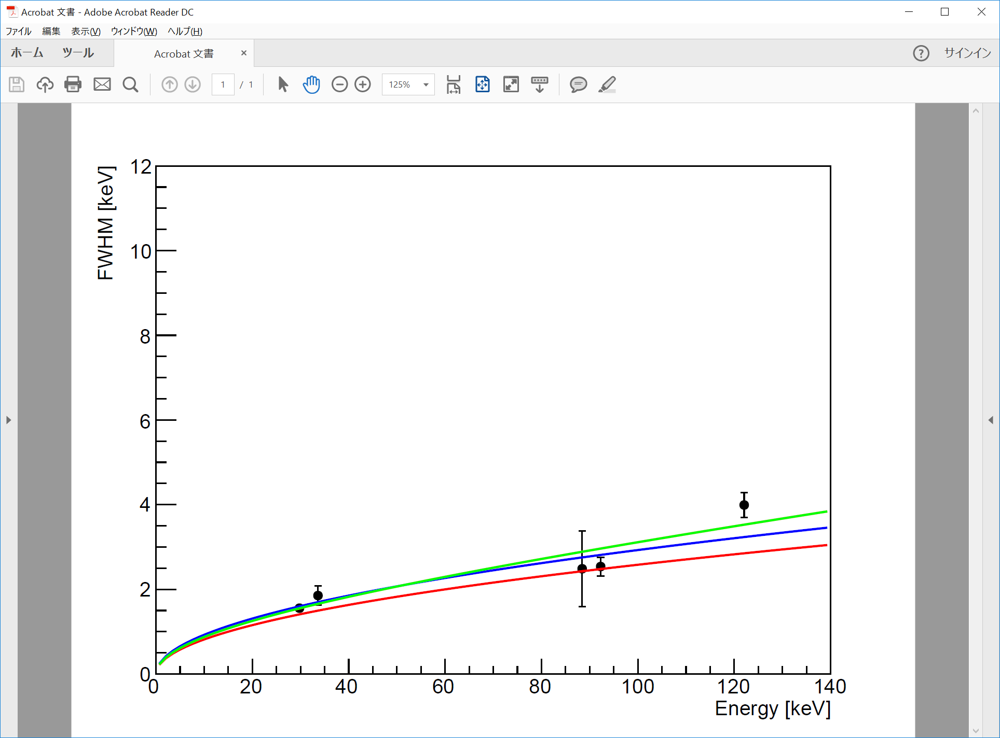 Acrobat 文書 - Adobe Acrobat Reader DC
ファイル 編集 表示(V) ウィンドウ(W) ヘルプ(H)
ホーム ツール Acrobat 文書 × ? サインイン
1 / 1 125%
FWHM [keV]
12
10
8
6
4
2
0
0 20 40 60 80 100 120 140
Energy [keV]